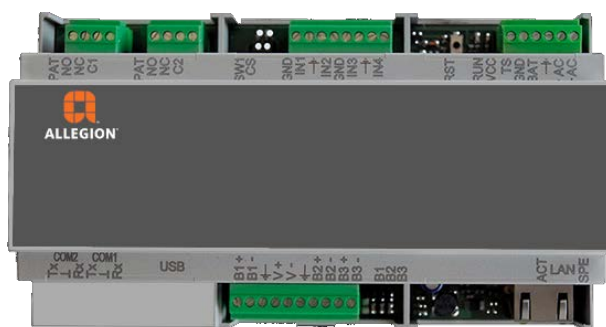 PAT NO NC C1 PAT NO NC C2 SW1 CS GND IN1 IN2 GND IN3 IN4 RST RUN VCC TS GND BAT AC AC
ALLEGION
COM2 COM1
Tx Rx Tx Rx USB B1+ B1- V+ V- B2+ B2- B3+ B3- B1 B2 B3 ACT LAN SPE